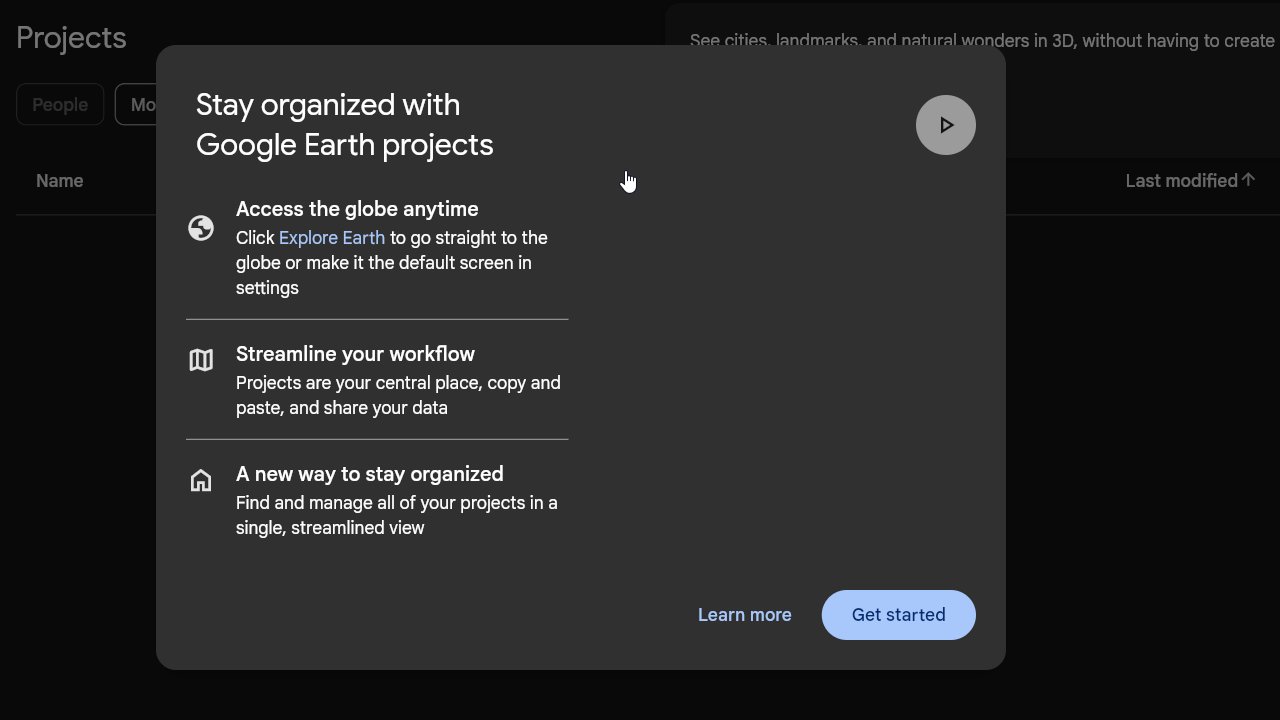 Projects
See cities, landmarks, and natural wonders in 3D, without having to create
People
Mo
Name
Last modified
Stay organized with
Google Earth projects
Access the globe anytime
Click Explore Earth to go straight to the
globe or make it the default screen in
settings
Streamline your workflow
Projects are your central place, copy and
paste, and share your data
A new way to stay organized
Find and manage all of your projects in a
single, streamlined view
Learn more
Get started